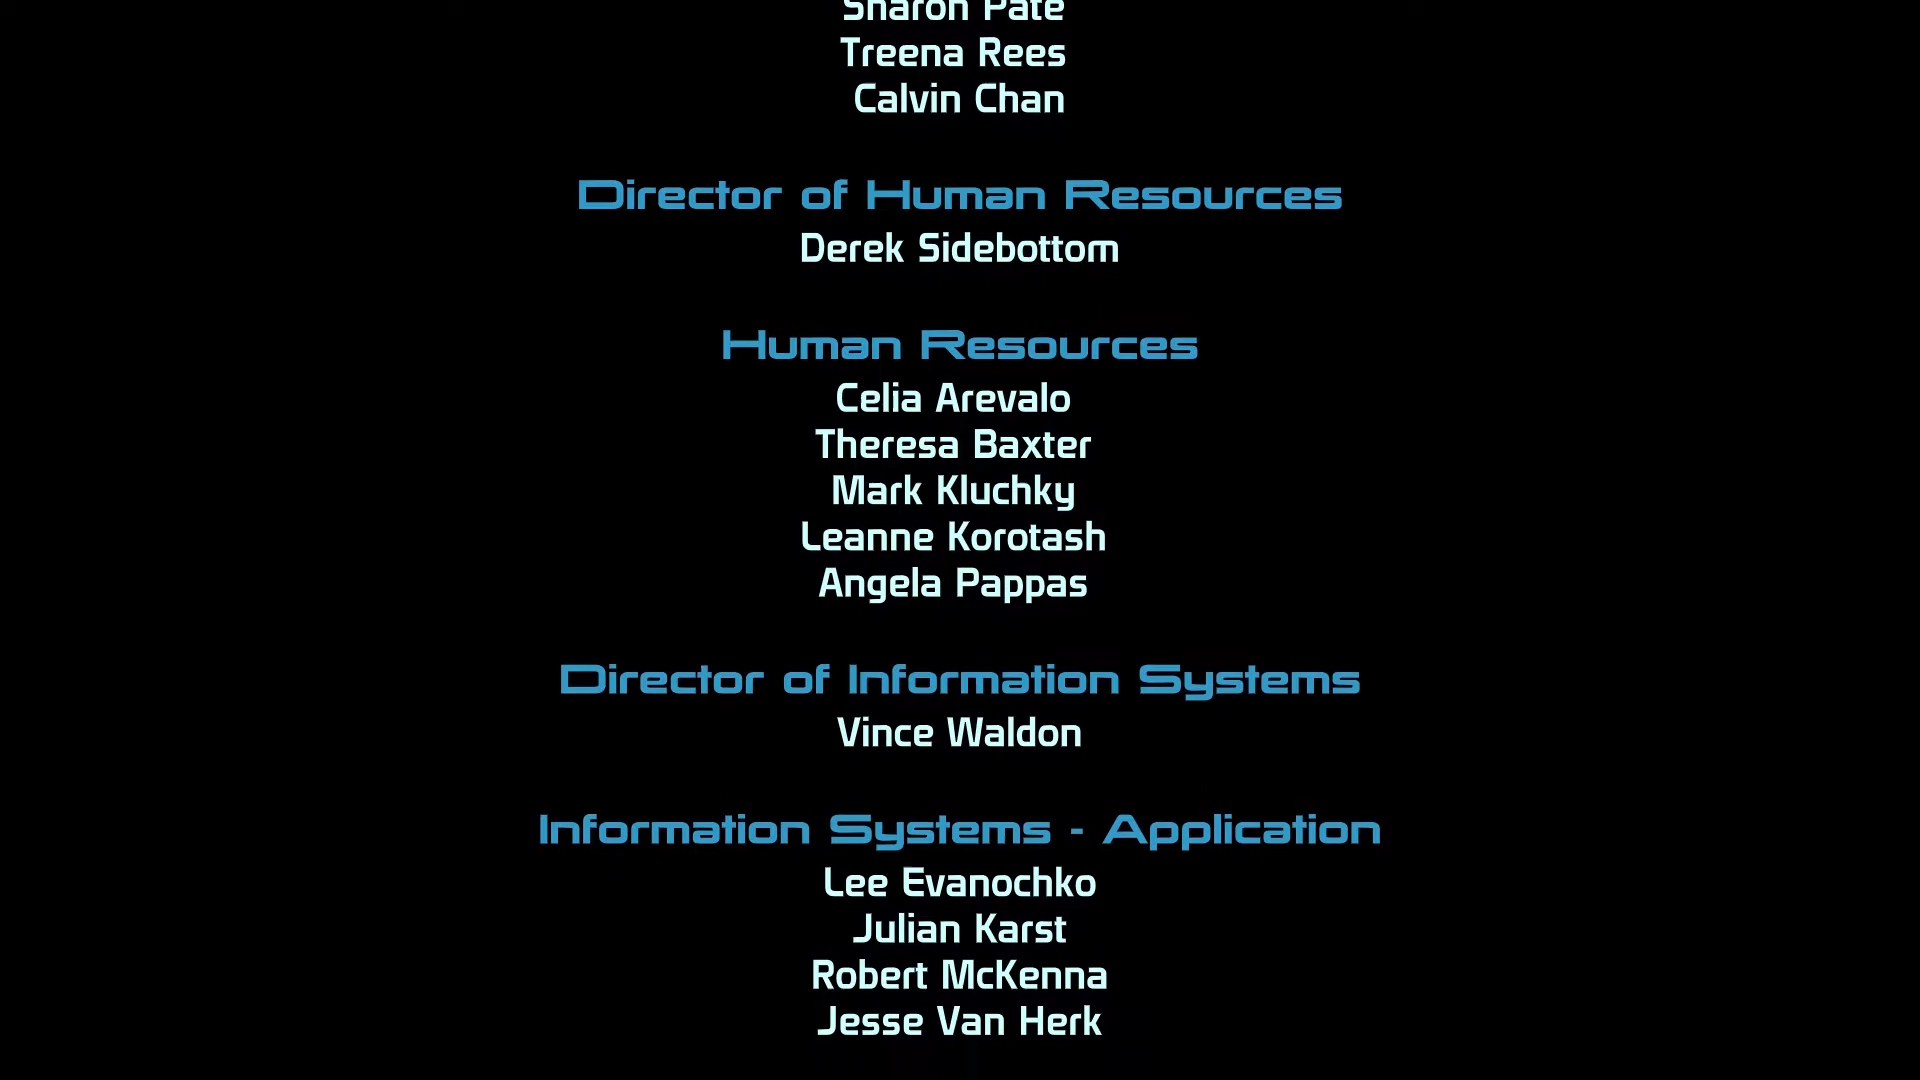 Sharon Pate
Treena Rees
Calvin Chan
Director of Human Resources
Derek Sidebottom
Human Resources
Celia Arevalo
Theresa Baxter
Mark Kluchky
Leanne Korotash
Angela Pappas
Director of Information Systems
Vince Waldon
Information Systems - Application
Lee Evanochko
Julian Karst
Robert McKenna
Jesse Van Herk